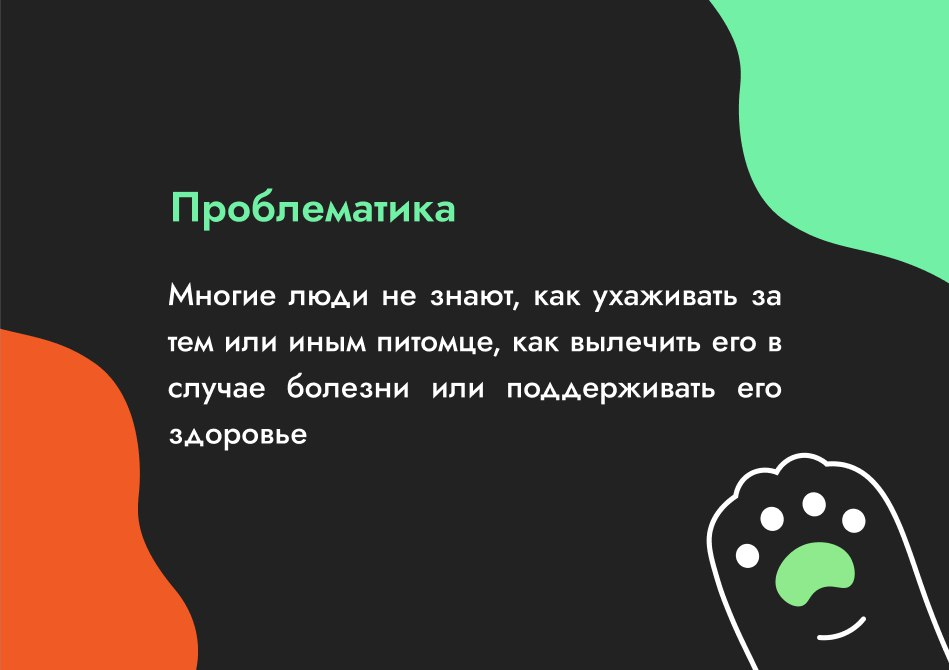 Проблематика
Многие люди не знают, как ухаживать за
тем или иным питомце, как вылечить его в
случае болезни или поддерживать его
здоровье